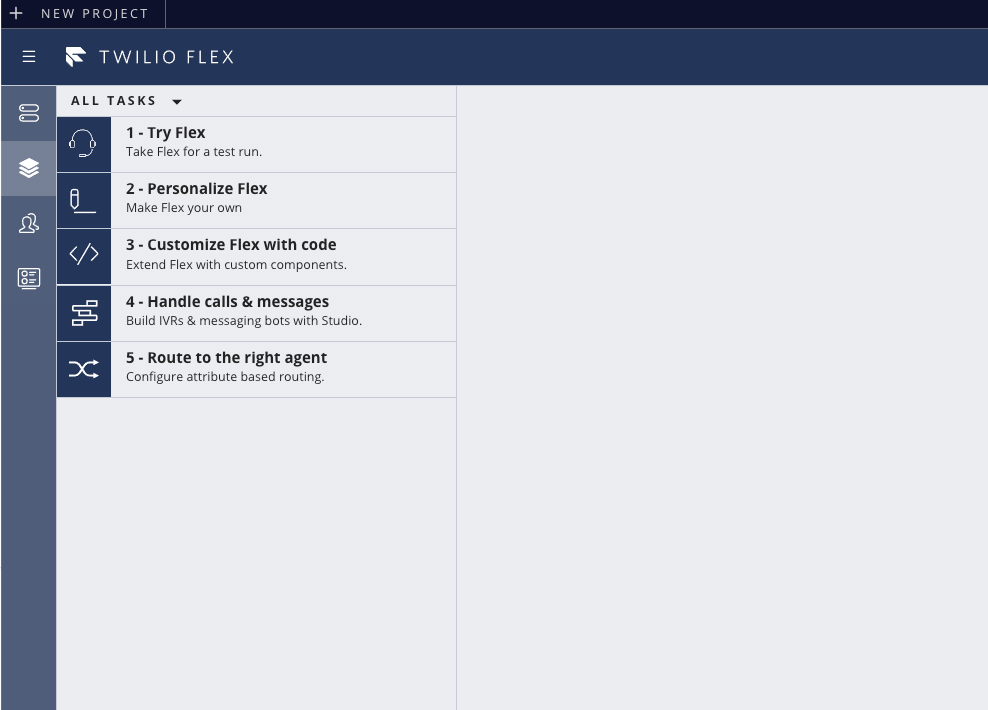 NEW PROJECT
TWILIO FLEX
ALL TASKS
1 - Try Flex
Take Flex for a test run.
2 - Personalize Flex
Make Flex your own
3 - Customize Flex with code
Extend Flex with custom components.
4 - Handle calls & messages
Build IVRs & messaging bots with Studio.
5 - Route to the right agent
Configure attribute based routing.